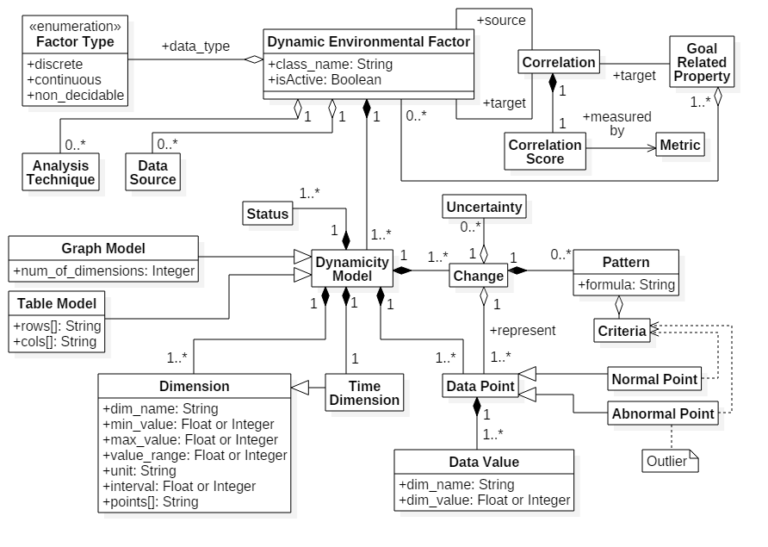 «enumeration»
Factor Type
+discrete
+continuous
+non_decidable
+data_type
Dynamic Environmental Factor
+class_name: String
+isActive: Boolean
+source
+target
Correlation
+target
Goal
Related
Property
1..*
1
1
Correlation
Score
+measured
by
Metric
0..*
1
1
1
0..*
0..*
Analysis
Technique
Data
Source
1..*
Status
1
1..*
Uncertainty
0..*
1
Graph Model
+num_of_dimensions: Integer
Dynamicity
Model
1
1..*
Change
1
0..*
Pattern
+formula: String
Table Model
+rows[]: String
+cols[]: String
1
1
1
1
+represent
Criteria
1..*
1
1..*
1..*
Dimension
+dim_name: String
+min_value: Float or Integer
+max_value: Float or Integer
+value_range: Float or Integer
+unit: String
+interval: Float or Integer
+points[]: String
Time
Dimension
Data Point
Normal Point
Abnormal Point
1
1..*
Outlier
Data Value
+dim_name: String
+dim_value: Float or Integer